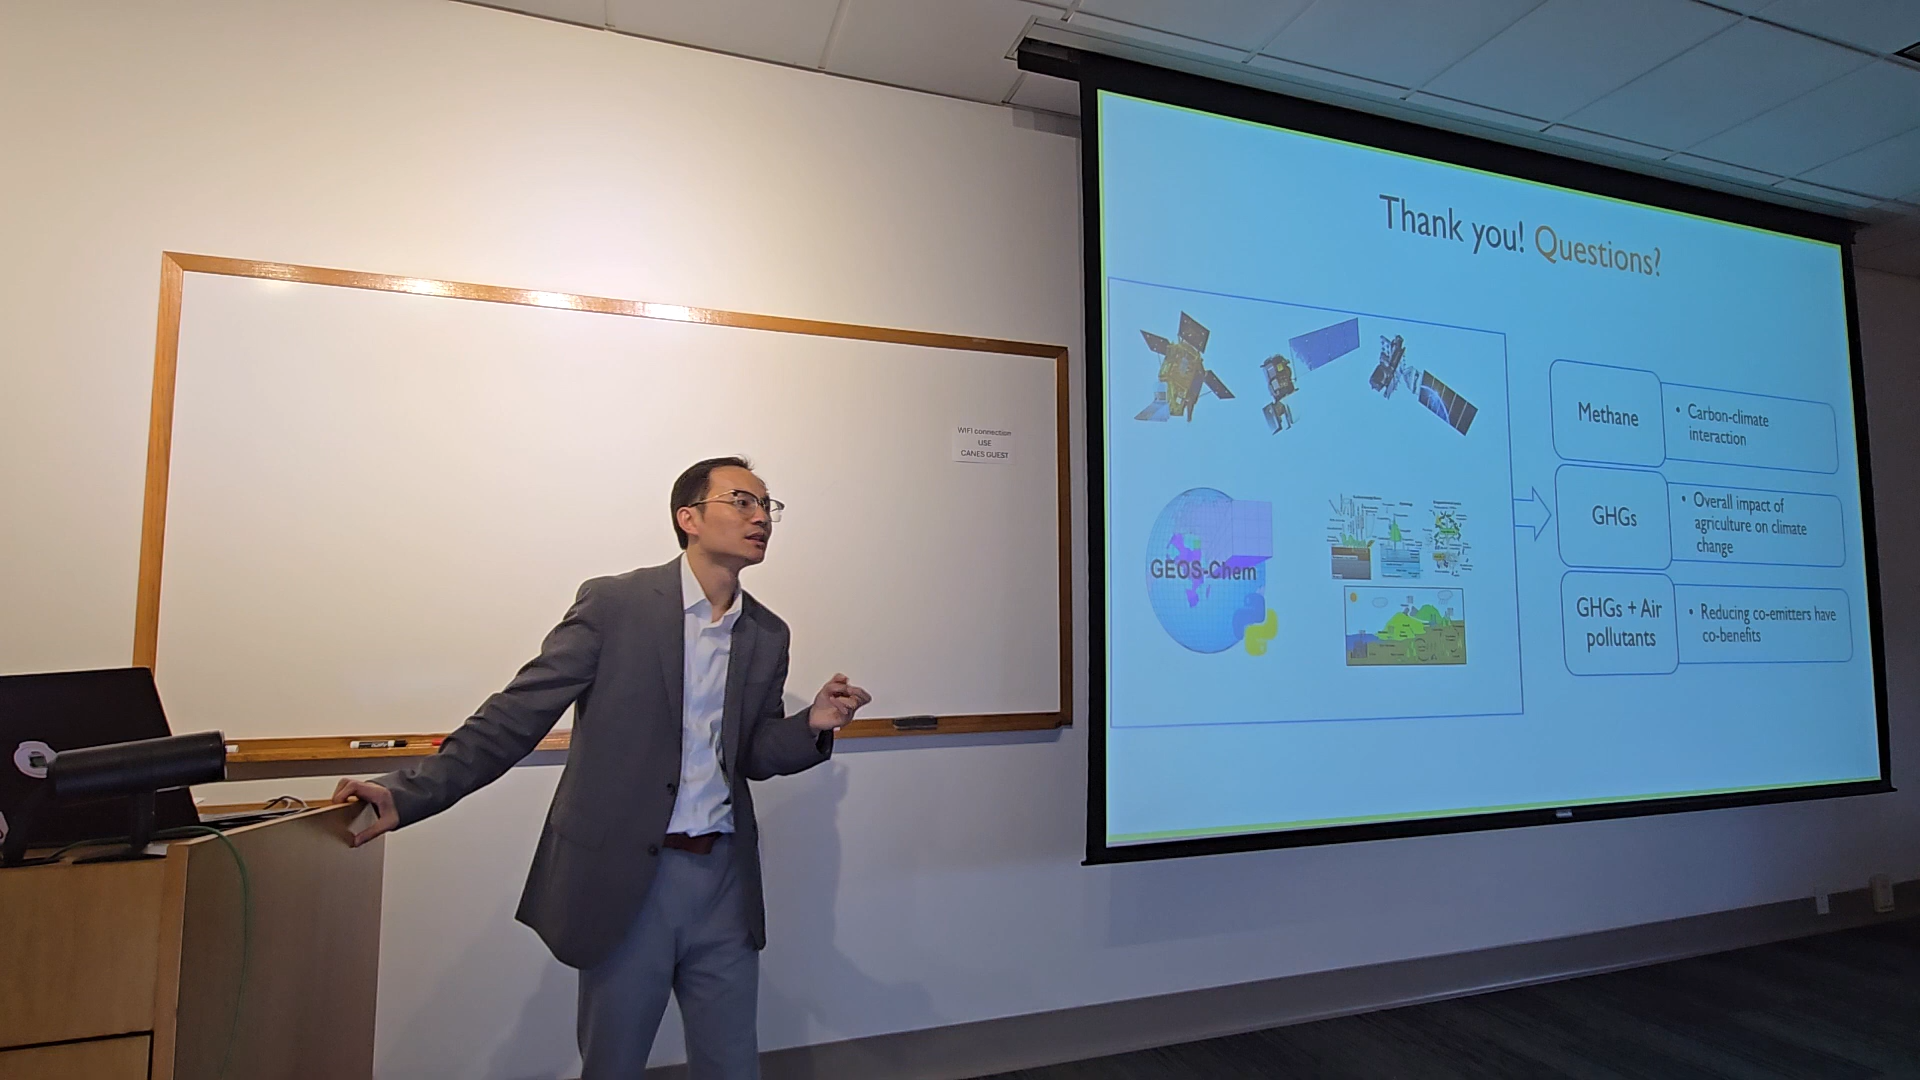 WIFI connection
USE
CANES GUEST
Thank you! Questions?
GEOS-Chem
Methane
• Carbon-climate
interaction
GHGs
• Overall impact of
agriculture on climate
change
GHGs + Air
pollutants
• Reducing co-emitters have
co-benefits